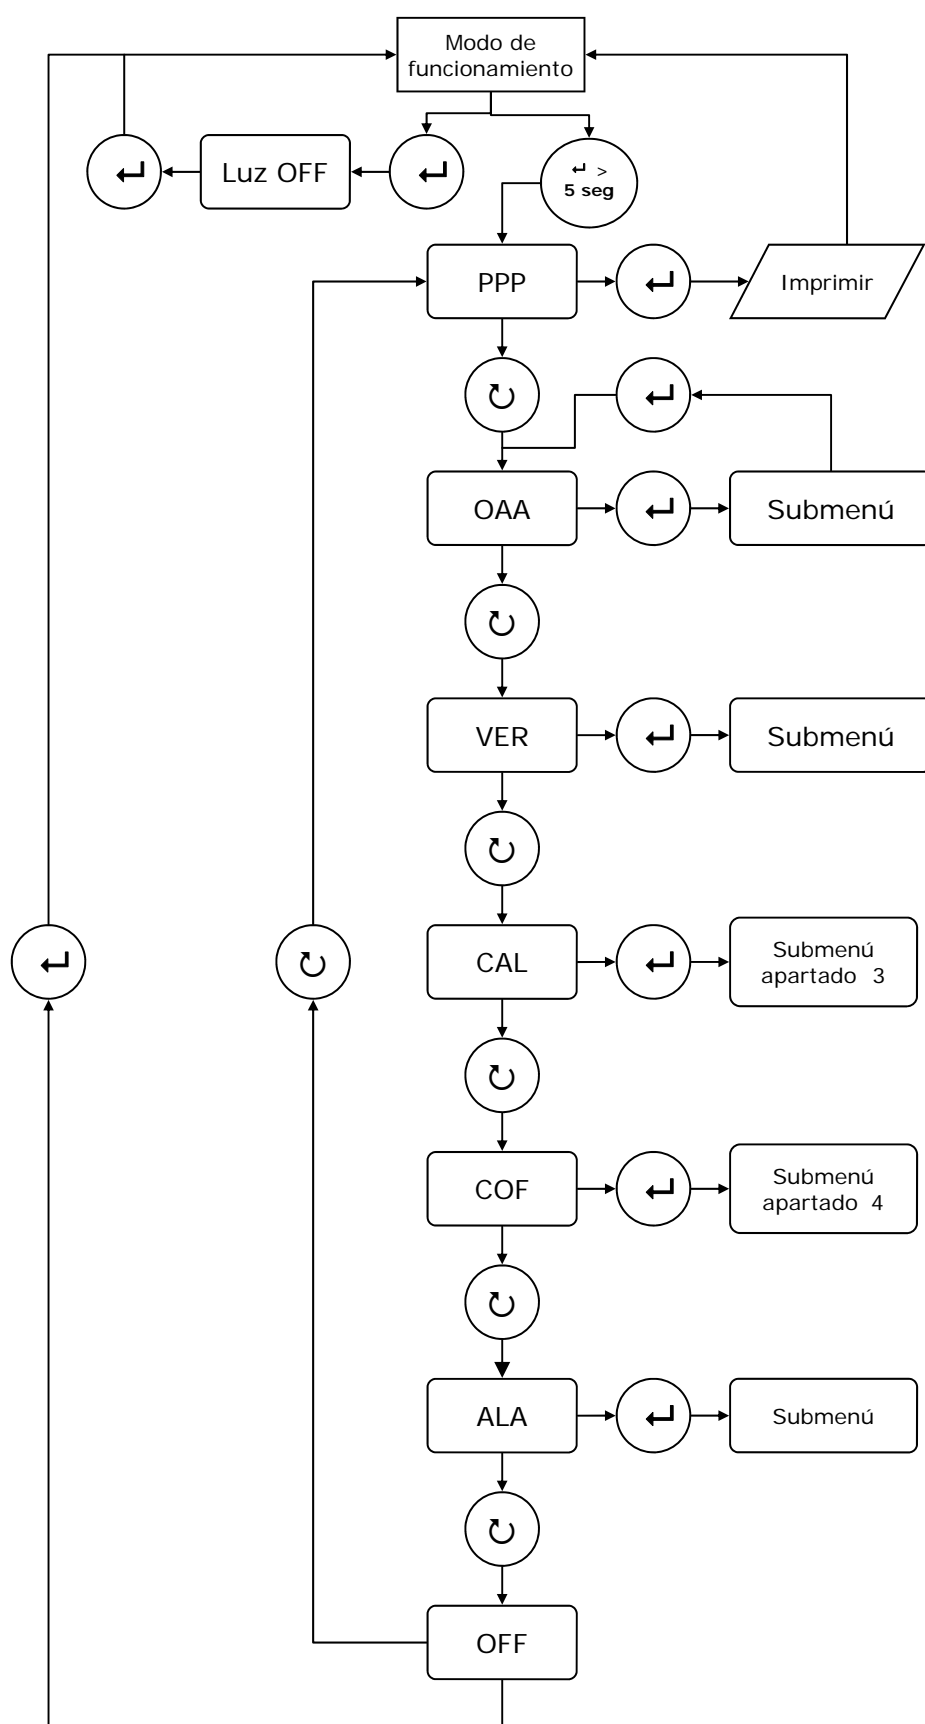 Modo de
funcionamiento
Luz OFF
↵ >
5 seg
PPP
Imprimir
OAA
Submenú
VER
Submenú
CAL
Submenú
apartado 3
COF
Submenú
apartado 4
ALA
Submenú
OFF